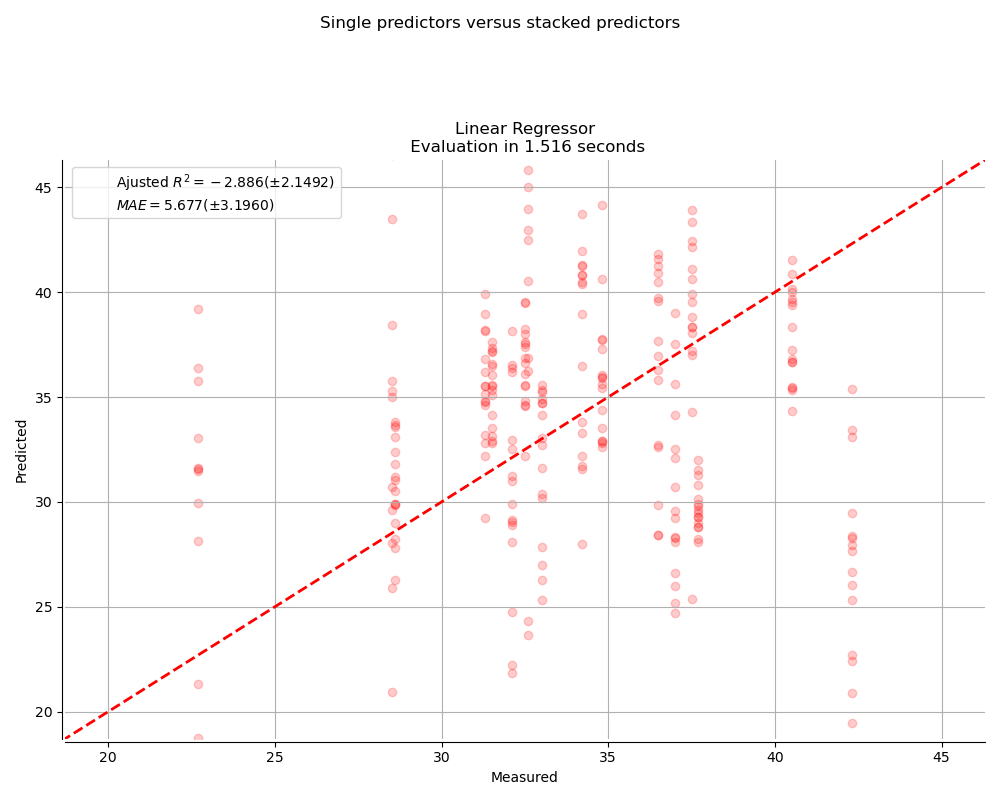 Single predictors versus stacked predictors
Linear Regressor
Evaluation in 1.516 seconds
Ajusted $R^2 = -2.886(\pm2.1492)$
$MAE = 5.677(\pm3.1960)$
45
40
35
30
25
20
Predicted
20 25 30 35 40 45
Measured